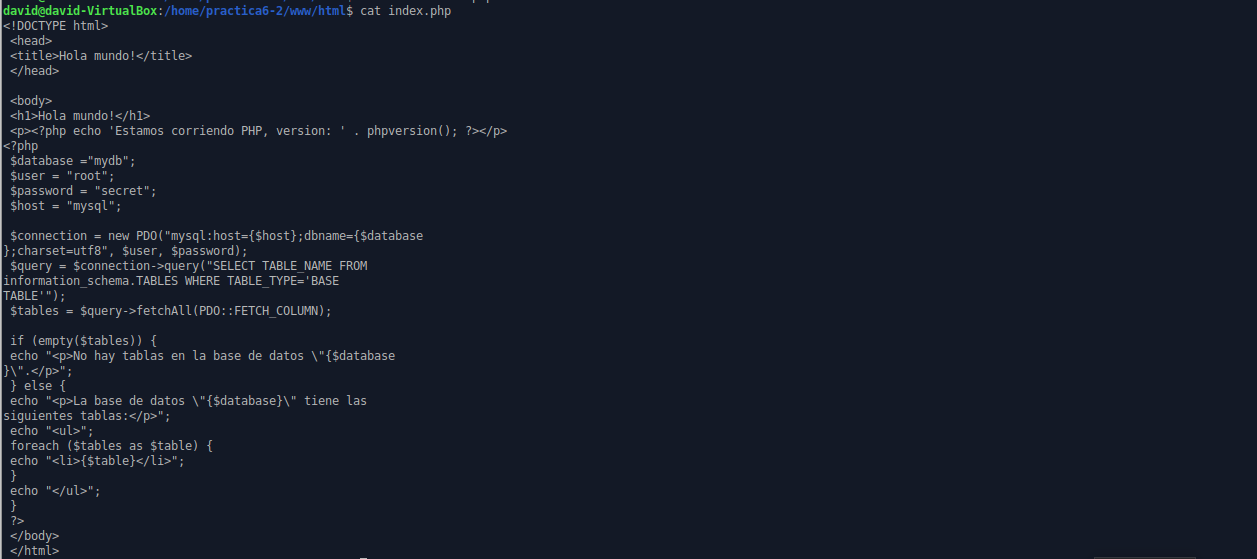 david@david-VirtualBox:/home/practica6-2/www/html$ cat index.php
<!DOCTYPE html>
<head>
<title>Hola mundo!</title>
</head>
<body>
<h1>Hola mundo!</h1>
<p><?php echo 'Estamos corriendo PHP, version: ' . phpversion(); ?></p>
<?php
$database ="mydb";
$user = "root";
$password = "secret";
$host = "mysql";
$connection = new PDO("mysql:host={$host};dbname={$database
};charset=utf8", $user, $password);
$query = $connection->query("SELECT TABLE_NAME FROM
information_schema.TABLES WHERE TABLE_TYPE='BASE
TABLE'");
$tables = $query->fetchAll(PDO::FETCH_COLUMN);
if (empty($tables)) {
echo "<p>No hay tablas en la base de datos \"{$database
}\".</p>";
} else {
echo "<p>La base de datos \"{$database}\" tiene las
siguientes tablas:</p>";
echo "<ul>";
foreach ($tables as $table) {
echo "<li>{$table}</li>";
}
echo "</ul>";
}
?>
</body>
</html>